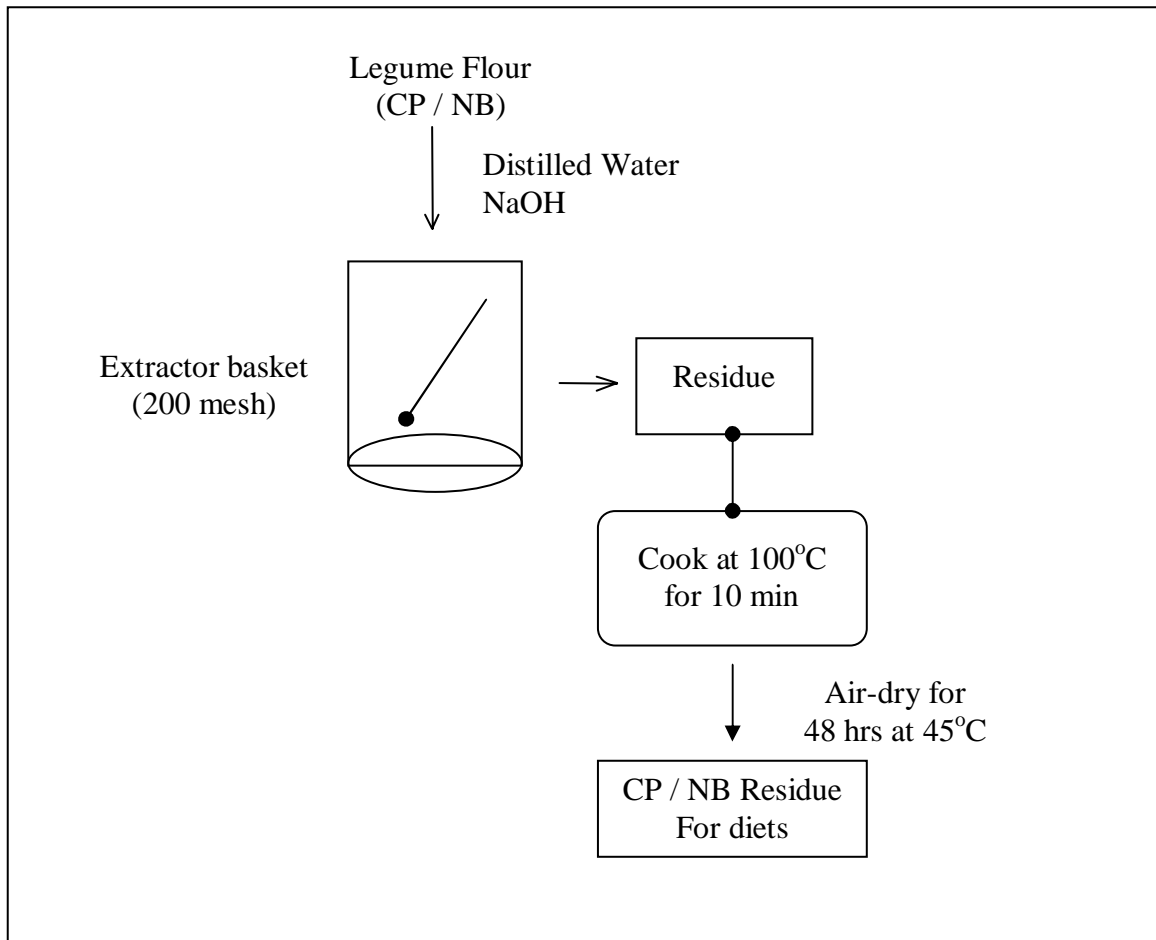 Legume Flour
(CP / NB)
Distilled Water
NaOH
Extractor basket
(200 mesh)
Residue
Cook at 100°C
for 10 min
Air-dry for
48 hrs at 45°C
CP / NB Residue
For diets